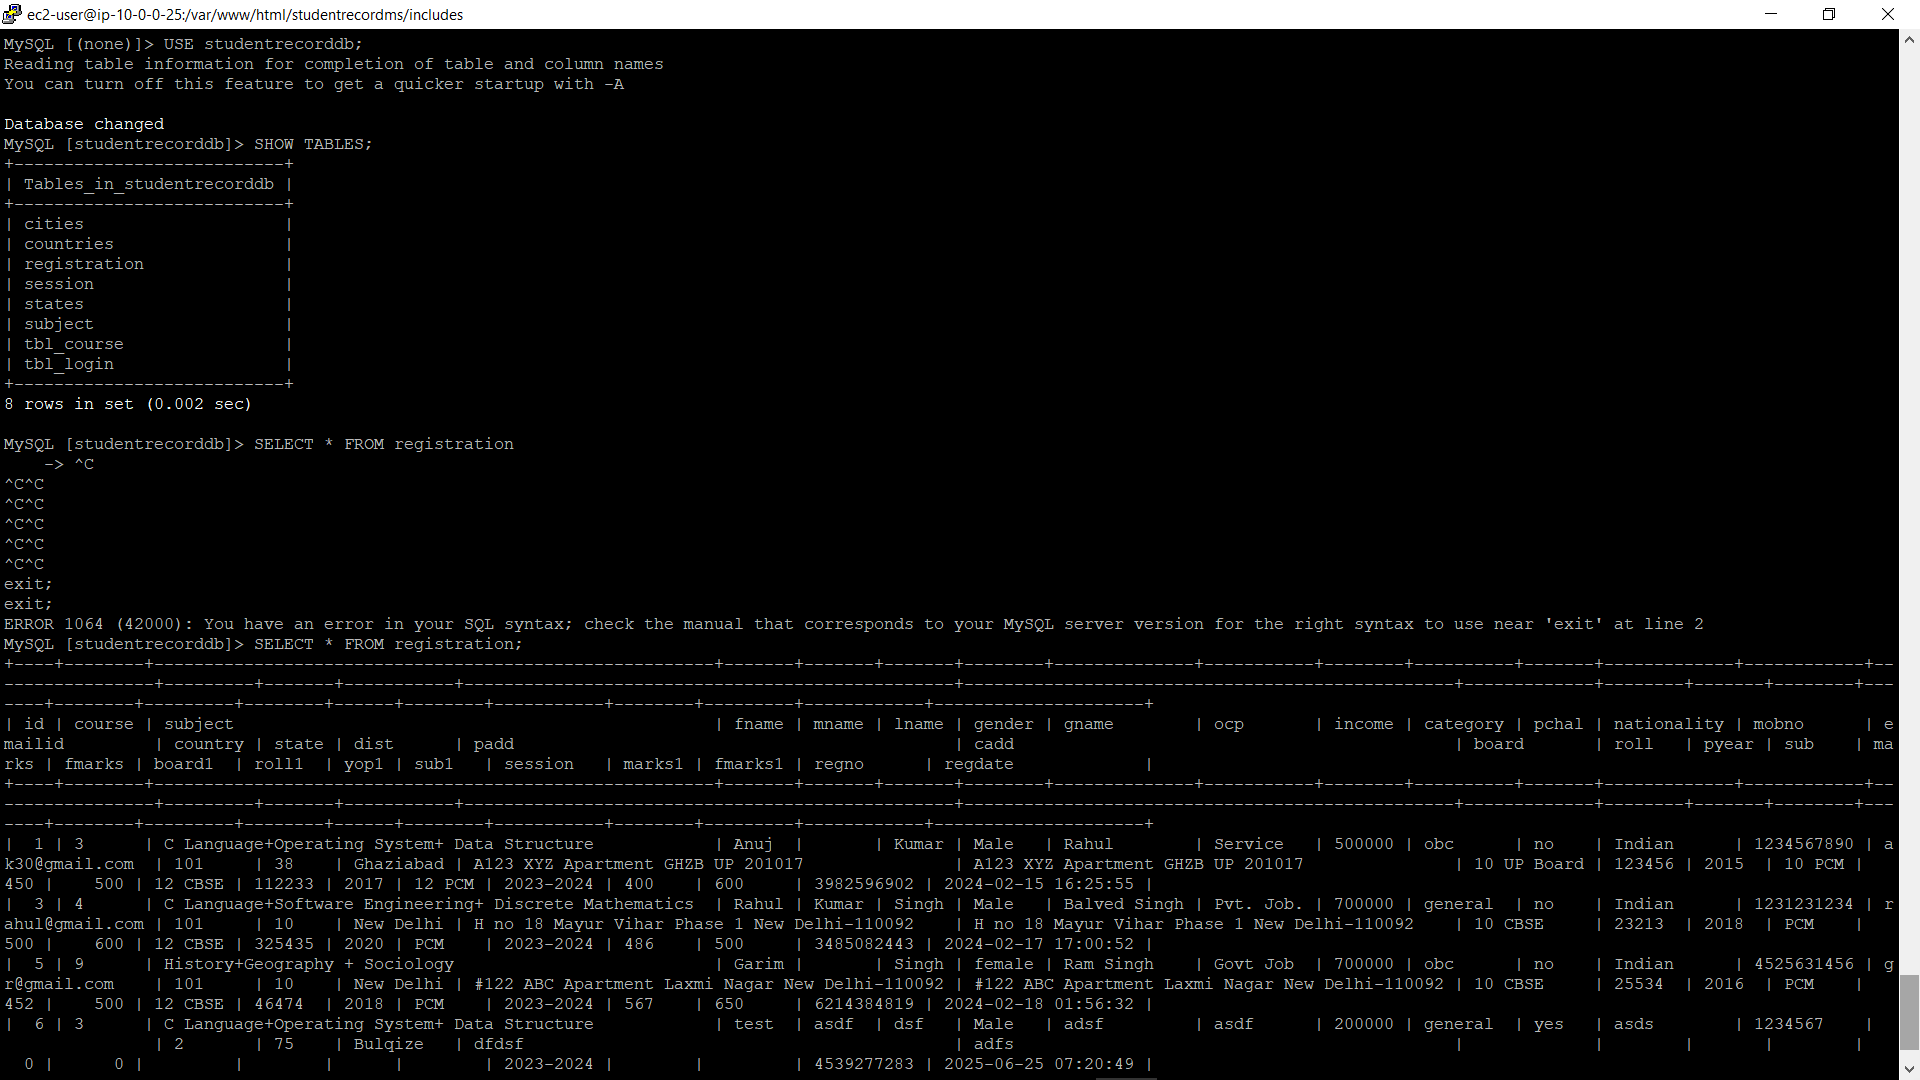 ec2-user@ip-10-0-0-25:/var/www/html/studentrecordms/includes
MySQL [(none)]> USE studentrecorddb;
Reading table information for completion of table and column names
You can turn off this feature to get a quicker startup with -A
Database changed
MySQL [studentrecorddb]> SHOW TABLES;
+---------------------------+
| Tables_in_studentrecorddb |
+---------------------------+
| cities                    |
| countries                 |
| registration              |
| session                   |
| states                    |
| subject                   |
| tbl_course                |
| tbl_login                 |
+---------------------------+
8 rows in set (0.002 sec)
MySQL [studentrecorddb]> SELECT * FROM registration
    -> ^C
^C^C
^C^C
^C^C
^C^C
^C^C
exit;
exit;
ERROR 1064 (42000): You have an error in your SQL syntax; check the manual that corresponds to your MySQL server version for the right syntax to use near 'exit' at line 2
MySQL [studentrecorddb]> SELECT * FROM registration;
| id | course | subject | fname | mname | lname | gender | gname | ocp | income | category | pchal | nationality | mobno | e
mailid | country | state | dist | padd | cadd | board | roll | pyear | sub | ma
rks | fmarks | board1 | roll1 | yop1 | sub1 | session | marks1 | fmarks1 | regno | regdate |
| 1 | 3 | C Language+Operating System+ Data Structure | Anuj | | Kumar | Male | Rahul | Service | 500000 | obc | no | Indian | 1234567890 | a
k30@gmail.com | 101 | 38 | Ghaziabad | A123 XYZ Apartment GHZB UP 201017 | A123 XYZ Apartment GHZB UP 201017 | 10 UP Board | 123456 | 2015 | 10 PCM |
450 | 500 | 12 CBSE | 112233 | 2017 | 12 PCM | 2023-2024 | 400 | 600 | 3982596902 | 2024-02-15 16:25:55 |
| 3 | 4 | C Language+Software Engineering+ Discrete Mathematics | Rahul | Kumar | Singh | Male | Balved Singh | Pvt. Job. | 700000 | general | no | Indian | 1231231234 | r
ahul@gmail.com | 101 | 10 | New Delhi | H no 18 Mayur Vihar Phase 1 New Delhi-110092 | H no 18 Mayur Vihar Phase 1 New Delhi-110092 | 10 CBSE | 23213 | 2018 | PCM |
500 | 600 | 12 CBSE | 325435 | 2020 | PCM | 2023-2024 | 486 | 500 | 3485082443 | 2024-02-17 17:00:52 |
| 5 | 9 | History+Geography + Sociology | Garim | | Singh | female | Ram Singh | Govt Job | 700000 | obc | no | Indian | 4525631456 | g
r@gmail.com | 101 | 10 | New Delhi | #122 ABC Apartment Laxmi Nagar New Delhi-110092 | #122 ABC Apartment Laxmi Nagar New Delhi-110092 | 10 CBSE | 25534 | 2016 | PCM |
452 | 500 | 12 CBSE | 46474 | 2018 | PCM | 2023-2024 | 567 | 650 | 6214384819 | 2024-02-18 01:56:32 |
| 6 | 3 | C Language+Operating System+ Data Structure | test | asdf | dsf | Male | adsf | asdf | 200000 | general | yes | asds | 1234567 |
| 2 | 75 | Bulqize | dfdsf | adfs | | | | |
0 | 0 | | | | | 2023-2024 | | | 4539277283 | 2025-06-25 07:20:49 |